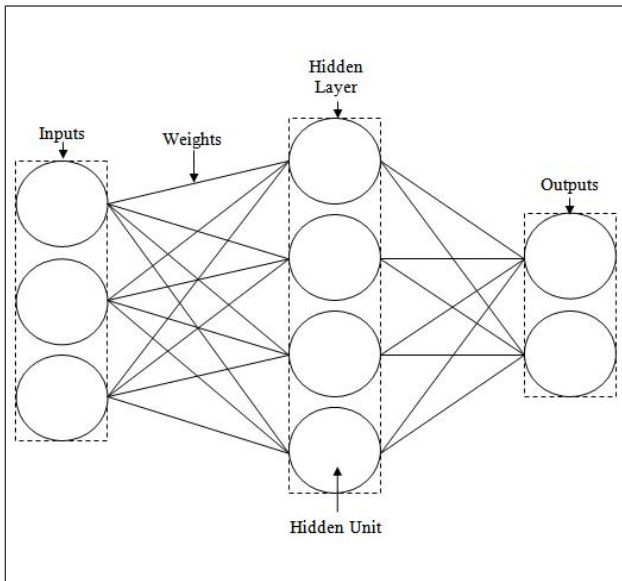 Hidden
Layer
Inputs
Weights
Outputs
Hidden Unit